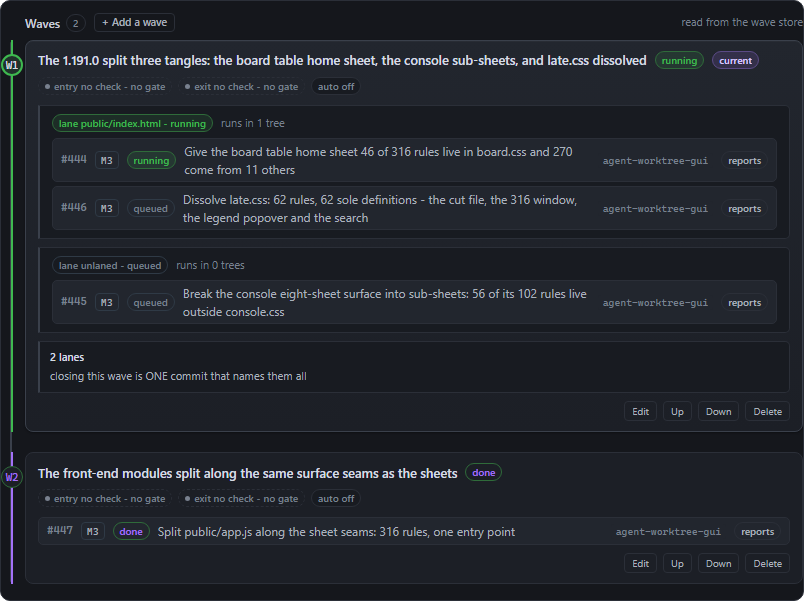 Waves 2 + Add a wave read from the wave store
W1 The 1.191.0 split three tangles: the board table home sheet, the console sub-sheets, and late.css dissolved running current
entry no check - no gate exit no check - no gate auto off
lane public/index.html - running runs in 1 tree
#444 M3 running Give the board table home sheet 46 of 316 rules live in board.css and 270 agent-worktree-gui reports
come from 11 others
#446 M3 queued Dissolve late.css: 62 rules, 62 sole definitions - the cut file, the 316 window, agent-worktree-gui reports
the legend popover and the search
lane unlaned - queued runs in 0 trees
#445 M3 queued Break the console eight-sheet surface into sub-sheets: 56 of its 102 rules live agent-worktree-gui reports
outside console.css
2 lanes
closing this wave is ONE commit that names them all
Edit Up Down Delete
W2 The front-end modules split along the same surface seams as the sheets done
entry no check - no gate exit no check - no gate auto off
#447 M3 done Split public/app.js along the sheet seams: 316 rules, one entry point agent-worktree-gui reports
Edit Up Down Delete